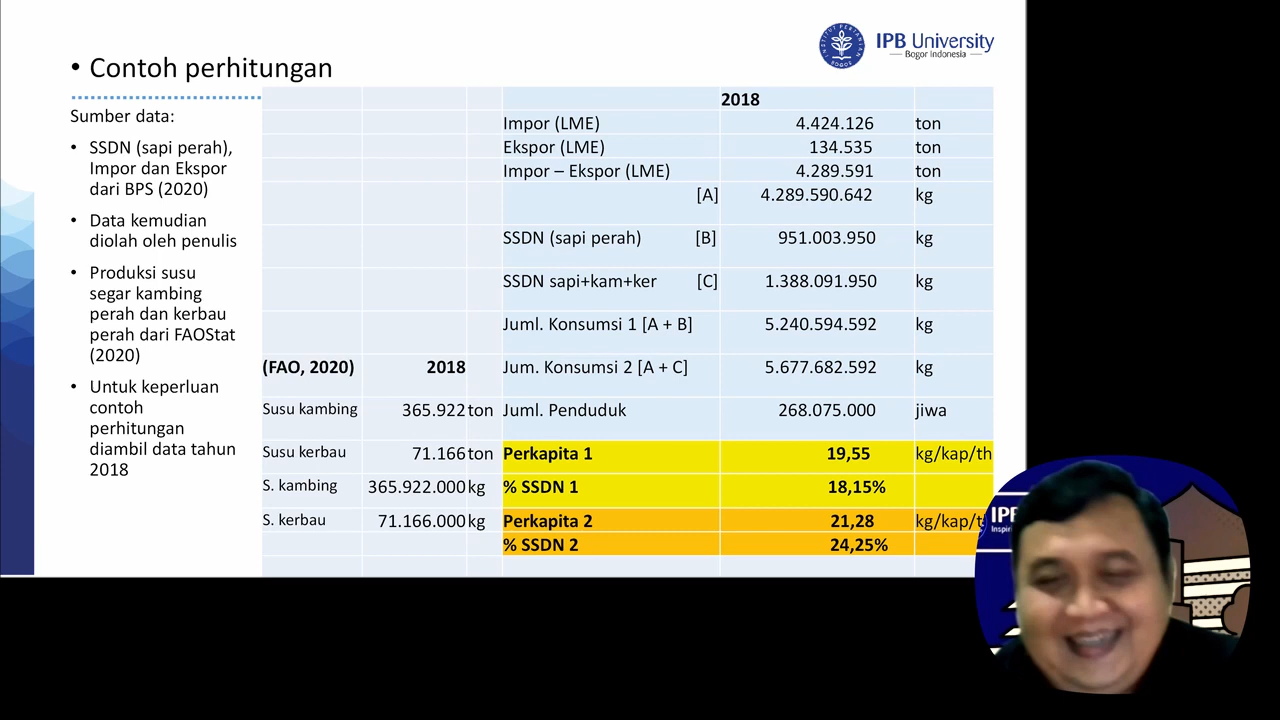 • Contoh perhitungan
INSTITUT PERTANIAN
BOGOR
IPB University
Bogor Indonesia
Sumber data:
• SSDN (sapi perah),
Impor dan Ekspor
dari BPS (2020)
• Data kemudian
diolah oleh penulis
• Produksi susu
segar kambing
perah dan kerbau
perah dari FAOStat
(2020)
• Untuk keperluan
contoh
perhitungan
diambil data tahun
2018
2018
Impor (LME) 4.424.126 ton
Ekspor (LME) 134.535 ton
Impor – Ekspor (LME) 4.289.591 ton
[A] 4.289.590.642 kg
SSDN (sapi perah) [B] 951.003.950 kg
SSDN sapi+kam+ker [C] 1.388.091.950 kg
Juml. Konsumsi 1 [A + B] 5.240.594.592 kg
(FAO, 2020) 2018 Jum. Konsumsi 2 [A + C] 5.677.682.592 kg
Susu kambing 365.922 ton Juml. Penduduk 268.075.000 jiwa
Susu kerbau 71.166 ton Perkapita 1 19,55 kg/kap/th
S. kambing 365.922.000 kg % SSDN 1 18,15%
S. kerbau 71.166.000 kg Perkapita 2 21,28 kg/kap/t
% SSDN 2 24,25%
IPB
Inspiri